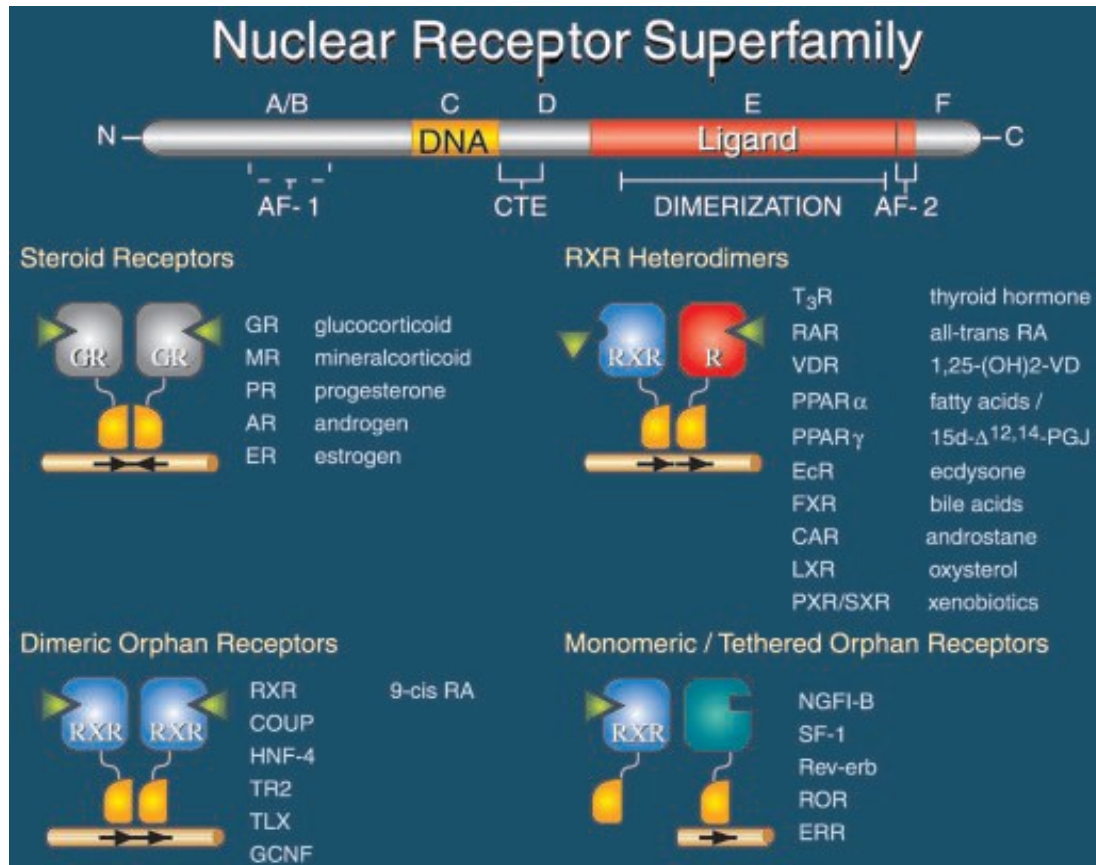 Nuclear Receptor Superfamily
A/B C D E F
N DNA Ligand C
AF-1 CTE DIMERIZATION AF-2
Steroid Receptors
GR GR
GR glucocorticoid
MR mineralcorticoid
PR progesterone
AR androgen
ER estrogen
RXR Heterodimers
RXR R
T₃R thyroid hormone
RAR all-trans RA
VDR 1,25-(OH)2-VD
PPARα fatty acids /
PPARγ 15d-Δ¹²,¹⁴-PGJ
EcR ecdysone
FXR bile acids
CAR androstane
LXR oxysterol
PXR/SXR xenobiotics
Dimeric Orphan Receptors
RXR RXR
RXR 9-cis RA
COUP
HNF-4
TR2
TLX
GCNF
Monomeric / Tethered Orphan Receptors
RXR
NGFI-B
SF-1
Rev-erb
ROR
ERR